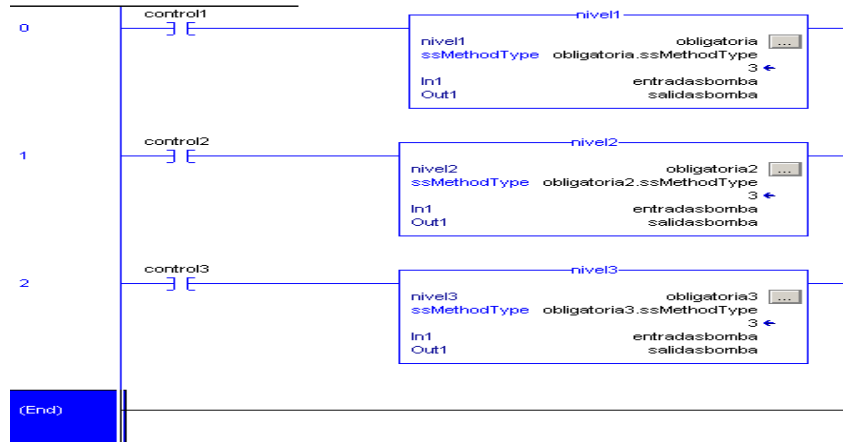 control1
nivel1
0
nivel1 obligatoria ...
ssMethodType obligatoria.ssMethodType
3
In1 entradasbomba
Out1 salidasbomba
control2
nivel2
1
nivel2 obligatoria2 ...
ssMethodType obligatoria2.ssMethodType
3
In1 entradasbomba
Out1 salidasbomba
control3
nivel3
2
nivel3 obligatoria3 ...
ssMethodType obligatoria3.ssMethodType
3
In1 entradasbomba
Out1 salidasbomba
(End)